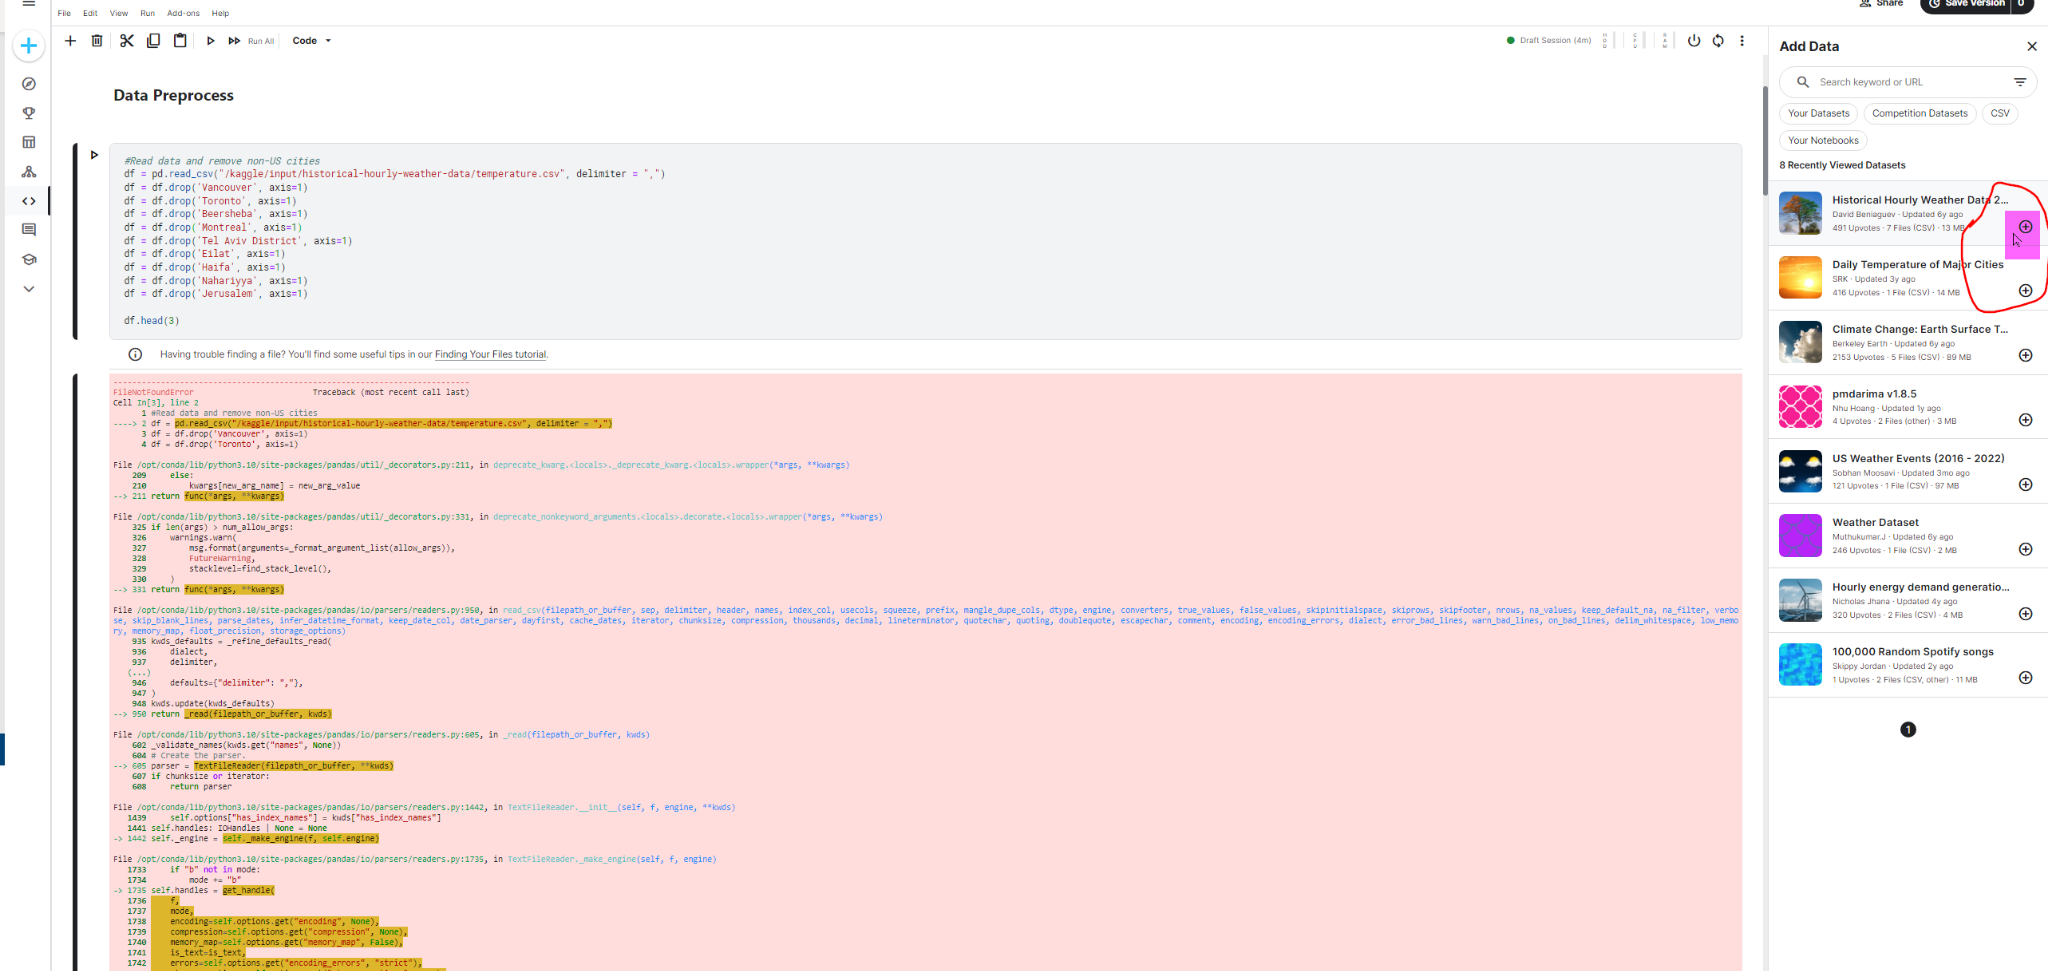 Share
Save Version
0
File Edit View Run Add-ons Help
Run All
Code
Draft Session (4m)
Data Preprocess
#Read data and remove non-US cities
df = pd.read_csv("/kaggle/input/historical-hourly-weather-data/temperature.csv", delimiter = ",")
df = df.drop('Vancouver', axis=1)
df = df.drop('Toronto', axis=1)
df = df.drop('Beersheba', axis=1)
df = df.drop('Montreal', axis=1)
df = df.drop('Tel Aviv District', axis=1)
df = df.drop('Eilat', axis=1)
df = df.drop('Haifa', axis=1)
df = df.drop('Nahariyya', axis=1)
df = df.drop('Jerusalem', axis=1)
df.head(3)
Having trouble finding a file? You'll find some useful tips in our Finding Your Files tutorial.
---------------------------------------------------------------------------
FileNotFoundError                         Traceback (most recent call last)
Cell In[3], line 2
1 #Read data and remove non-US cities
----> 2 df = pd.read_csv("/kaggle/input/historical-hourly-weather-data/temperature.csv", delimiter = ",")
3 df = df.drop('Vancouver', axis=1)
4 df = df.drop('Toronto', axis=1)
File /opt/conda/lib/python3.10/site-packages/pandas/util/_decorators.py:211, in deprecate_kwarg.<locals>._deprecate_kwarg.<locals>.wrapper(*args, **kwargs)
209 else:
210 kwargs[new_arg_name] = new_arg_value
--> 211 return func(*args, **kwargs)
File /opt/conda/lib/python3.10/site-packages/pandas/util/_decorators.py:331, in deprecate_nonkeyword_arguments.<locals>.decorate.<locals>.wrapper(*args, **kwargs)
325 if len(args) > num_allow_args:
326 warnings.warn(
327 msg.format(arguments=_format_argument_list(allow_args)),
328 FutureWarning,
329 stacklevel=find_stack_level(),
330 )
--> 331 return func(*args, **kwargs)
File /opt/conda/lib/python3.10/site-packages/pandas/io/parsers/readers.py:950, in read_csv(filepath_or_buffer, sep, delimiter, header, names, index_col, usecols, squeeze, prefix, mangle_dupe_cols, dtype, engine, converters, true_values, false_values, skipinitialspace, skiprows, skipfooter, nrows, na_values, keep_default_na, na_filter, verbo
se, skip_blank_lines, parse_dates, infer_datetime_format, keep_date_col, date_parser, dayfirst, cache_dates, iterator, chunksize, compression, thousands, decimal, lineterminator, quotechar, quoting, doublequote, escapechar, comment, encoding, encoding_errors, dialect, error_bad_lines, warn_bad_lines, on_bad_lines, delim_whitespace, low_memo
ry, memory_map, float_precision, storage_options)
935 kwds_defaults = _refine_defaults_read(
936 dialect,
937 delimiter,
(...)
946 defaults={"delimiter": ","},
947 )
948 kwds.update(kwds_defaults)
--> 950 return _read(filepath_or_buffer, kwds)
File /opt/conda/lib/python3.10/site-packages/pandas/io/parsers/readers.py:605, in _read(filepath_or_buffer, kwds)
602 _validate_names(kwds.get("names", None))
604 # Create the parser.
--> 605 parser = TextFileReader(filepath_or_buffer, **kwds)
607 if chunksize or iterator:
608 return parser
File /opt/conda/lib/python3.10/site-packages/pandas/io/parsers/readers.py:1442, in TextFileReader.__init__(self, f, engine, **kwds)
1439 self.options["has_index_names"] = kwds["has_index_names"]
1441 self.handles: IOHandles | None = None
-> 1442 self._engine = self._make_engine(f, self.engine)
File /opt/conda/lib/python3.10/site-packages/pandas/io/parsers/readers.py:1735, in TextFileReader._make_engine(self, f, engine)
1733 if "b" not in mode:
1734 mode += "b"
-> 1735 self.handles = get_handle(
1736 f,
1737 mode,
1738 encoding=self.options.get("encoding", None),
1739 compression=self.options.get("compression", None),
1740 memory_map=self.options.get("memory_map", False),
1741 is_text=is_text,
1742 errors=self.options.get("encoding_errors", "strict"),
Add Data
Search keyword or URL
Your Datasets
Competition Datasets
CSV
Your Notebooks
8 Recently Viewed Datasets
Historical Hourly Weather Data 2...
David Beniaguev · Updated 6y ago
491 Upvotes · 7 Files (CSV) · 13 MB
Daily Temperature of Major Cities
SRK · Updated 3y ago
416 Upvotes · 1 File (CSV) · 14 MB
Climate Change: Earth Surface T...
Berkeley Earth · Updated 6y ago
2153 Upvotes · 5 Files (CSV) · 89 MB
pmdarima v1.8.5
Nhu Hoang · Updated 1y ago
4 Upvotes · 2 Files (other) · 3 MB
US Weather Events (2016 - 2022)
Sobhan Moosavi · Updated 3mo ago
121 Upvotes · 1 File (CSV) · 97 MB
Weather Dataset
Muthukumar.J · Updated 6y ago
246 Upvotes · 1 File (CSV) · 2 MB
Hourly energy demand generatio...
Nicholas Jhana · Updated 4y ago
320 Upvotes · 2 Files (CSV) · 4 MB
100,000 Random Spotify songs
Skippy Jordan · Updated 2y ago
1 Upvotes · 2 Files (CSV, other) · 11 MB
1